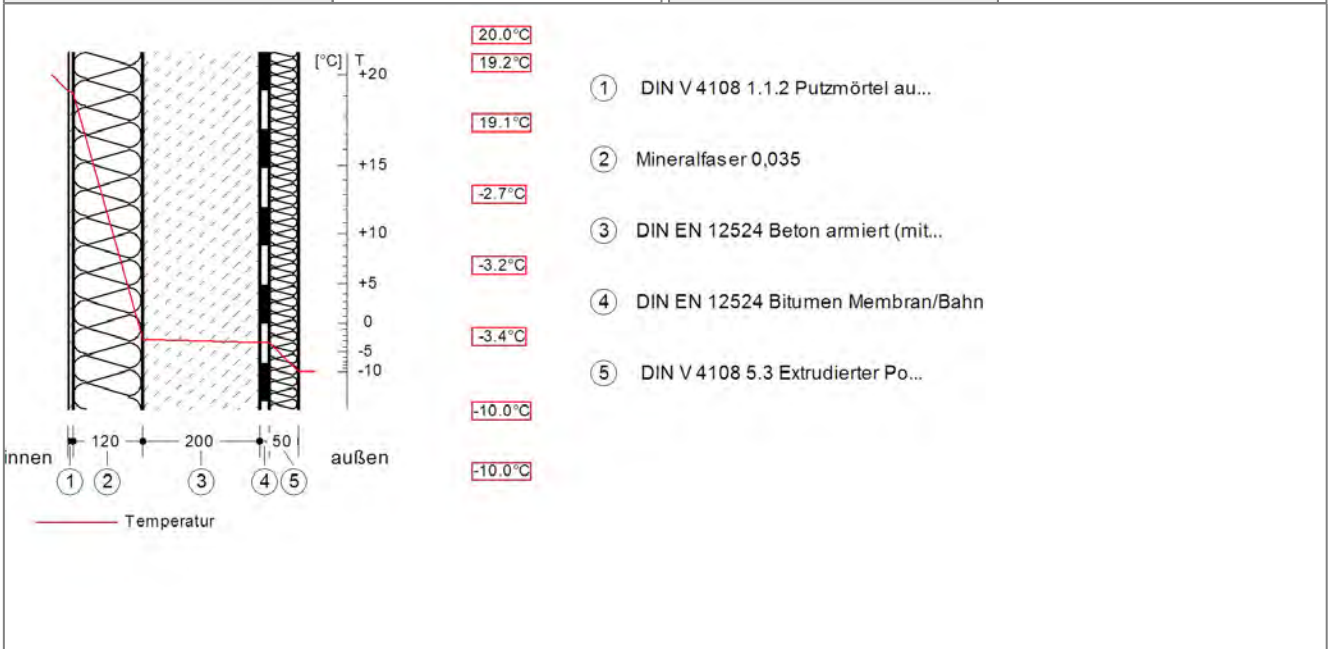 [°C] T
+20
+15
+10
+5
0
-5
-10
120 200 50
innen außen
1 2 3 4 5
Temperatur
20.0°C
19.2°C
19.1°C
-2.7°C
-3.2°C
-3.4°C
-10.0°C
-10.0°C
1 DIN V 4108 1.1.2 Putzmörtel au...
2 Mineralfaser 0,035
3 DIN EN 12524 Beton armiert (mit...
4 DIN EN 12524 Bitumen Membran/Bahn
5 DIN V 4108 5.3 Extrudierter Po...